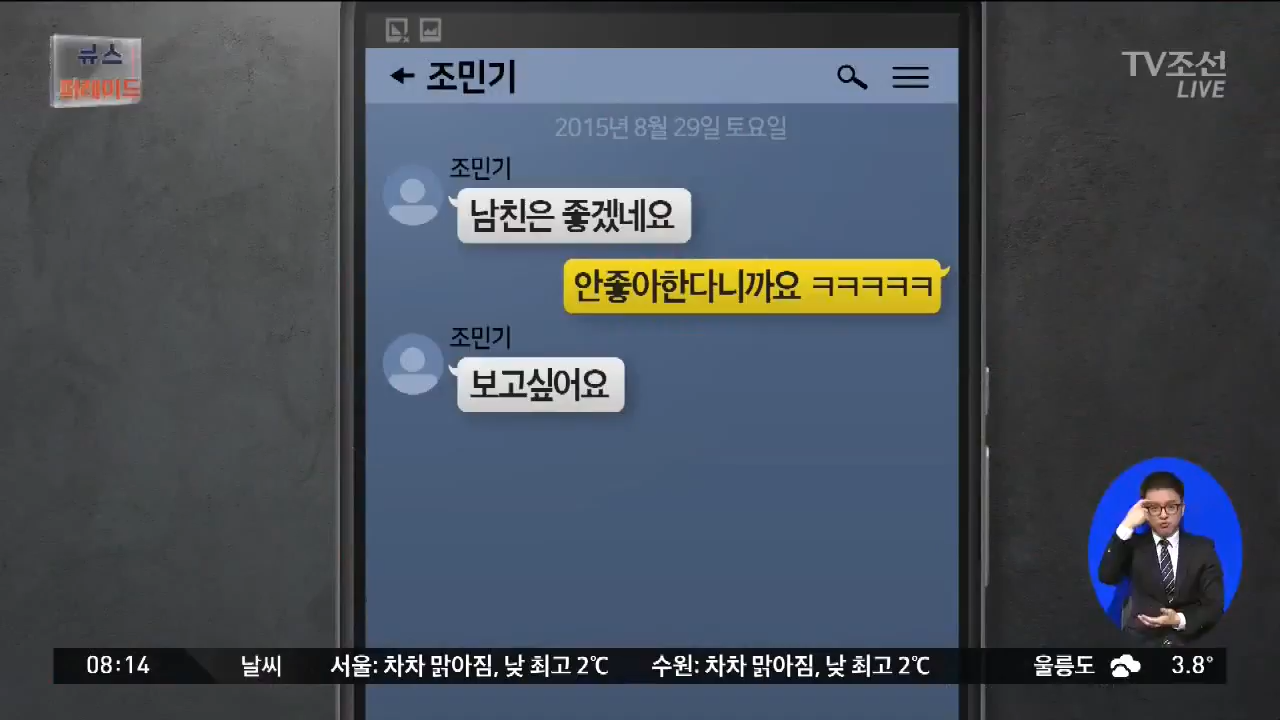 뉴스
퍼레이드
TV조선
LIVE
조민기
2015년 8월 29일 토요일
조민기
남친은 좋겠네요
안좋아한다니까요 ㅋㅋㅋㅋㅋ
조민기
보고싶어요
08:14 날씨 서울: 차차 맑아짐, 낮 최고 2℃ 수원: 차차 맑아짐, 낮 최고 2℃ 울릉도 3.8°